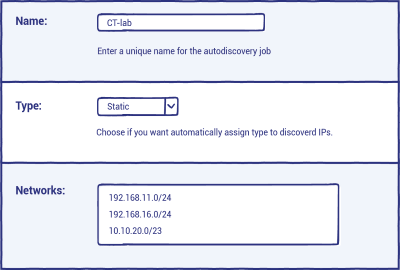 Name:
CT-lab
Enter a unique name for the autodiscovery job
Type:
Static
Choose if you want automatically assign type to discoverd IPs.
Networks:
192.168.11.0/24
192.168.16.0/24
10.10.20.0/23